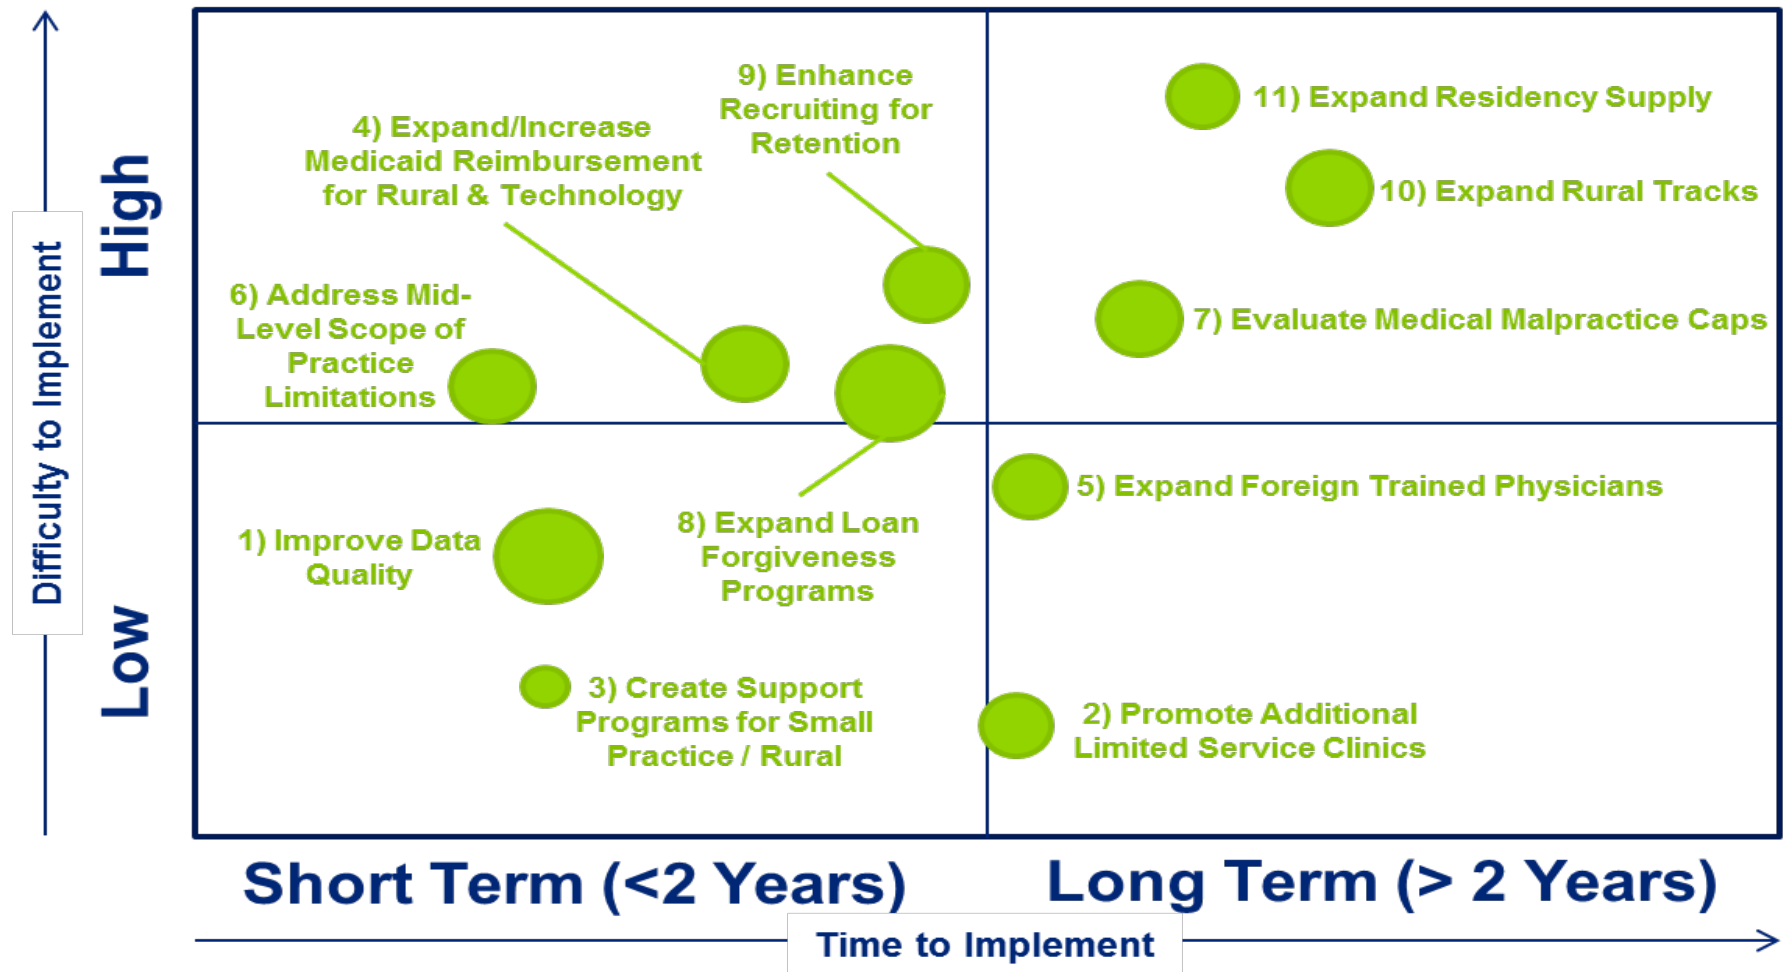 Difficulty to Implement
High
Low
9) Enhance
Recruiting for
Retention
4) Expand/Increase
Medicaid Reimbursement
for Rural & Technology
6) Address Mid-
Level Scope of
Practice
Limitations
11) Expand Residency Supply
10) Expand Rural Tracks
7) Evaluate Medical Malpractice Caps
1) Improve Data
Quality
8) Expand Loan
Forgiveness
Programs
3) Create Support
Programs for Small
Practice / Rural
5) Expand Foreign Trained Physicians
2) Promote Additional
Limited Service Clinics
Short Term (<2 Years)
Long Term (> 2 Years)
Time to Implement